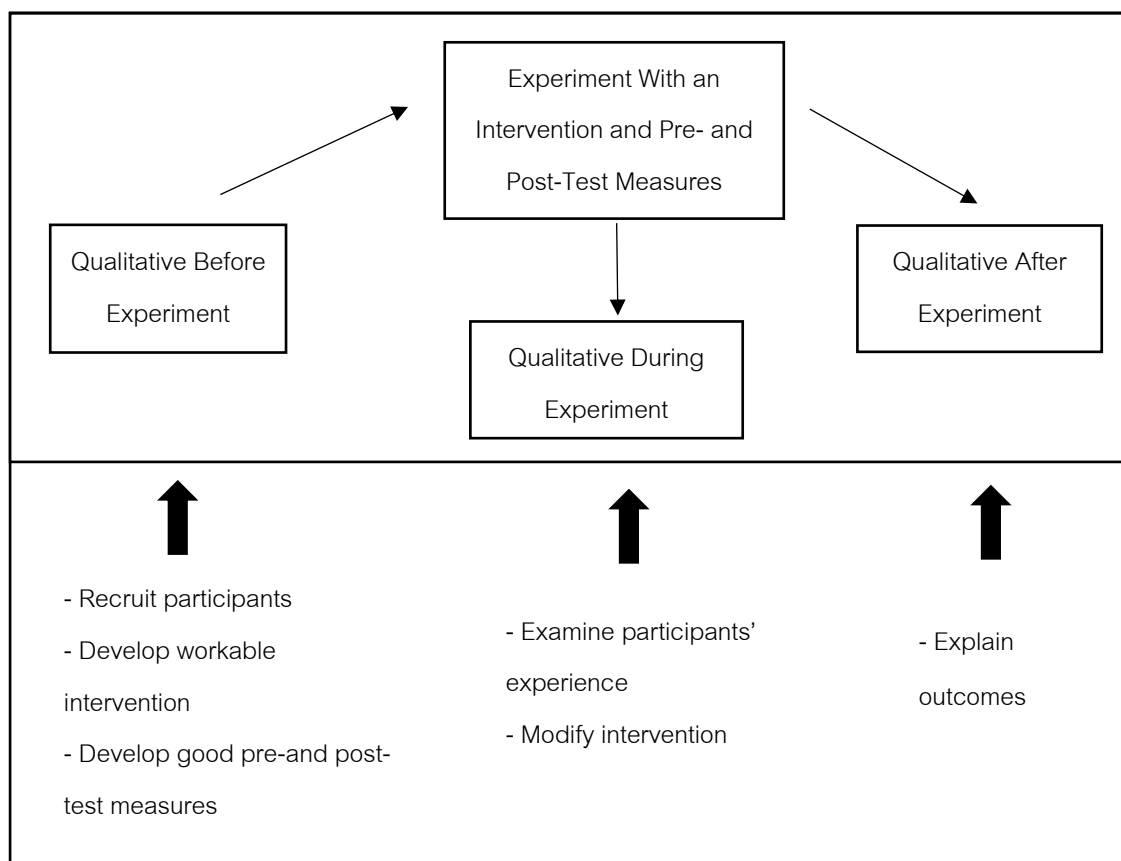 Experiment With an
Intervention and Pre- and
Post-Test Measures
Qualitative Before
Experiment
Qualitative During
Experiment
Qualitative After
Experiment
- Recruit participants
- Develop workable
intervention
- Develop good pre-and post-
test measures
- Examine participants’
experience
- Modify intervention
- Explain
outcomes